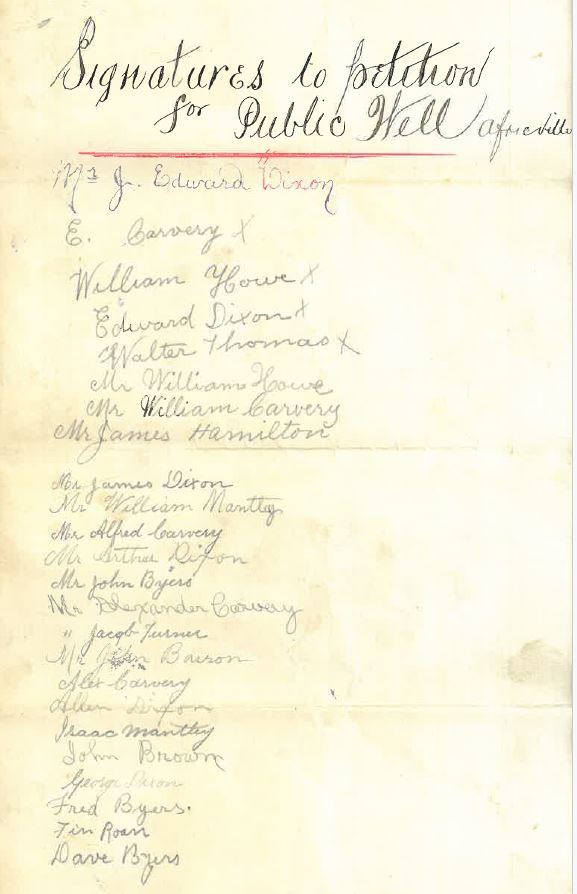 Signatures to petition
for Public Well Africville
Mr J. Edward Dixon
E. Carvery X
William Howe X
Edward Dixon X
Walter Thomas X
Mr William Howe
Mr William Carvery
Mr James Hamilton
Mr James Dixon
Mr William Mantley
Mr Alfred Carvery
Mr Arthur Dixon
Mr John Byers
Mr Alexander Carvery
" Jacob Turner
Mr John
Alex Carvery
Allen Dixon
Isaac Mantley
John Brown
George Dixon
Fred Byers.
Tin Roan
Dave Byers